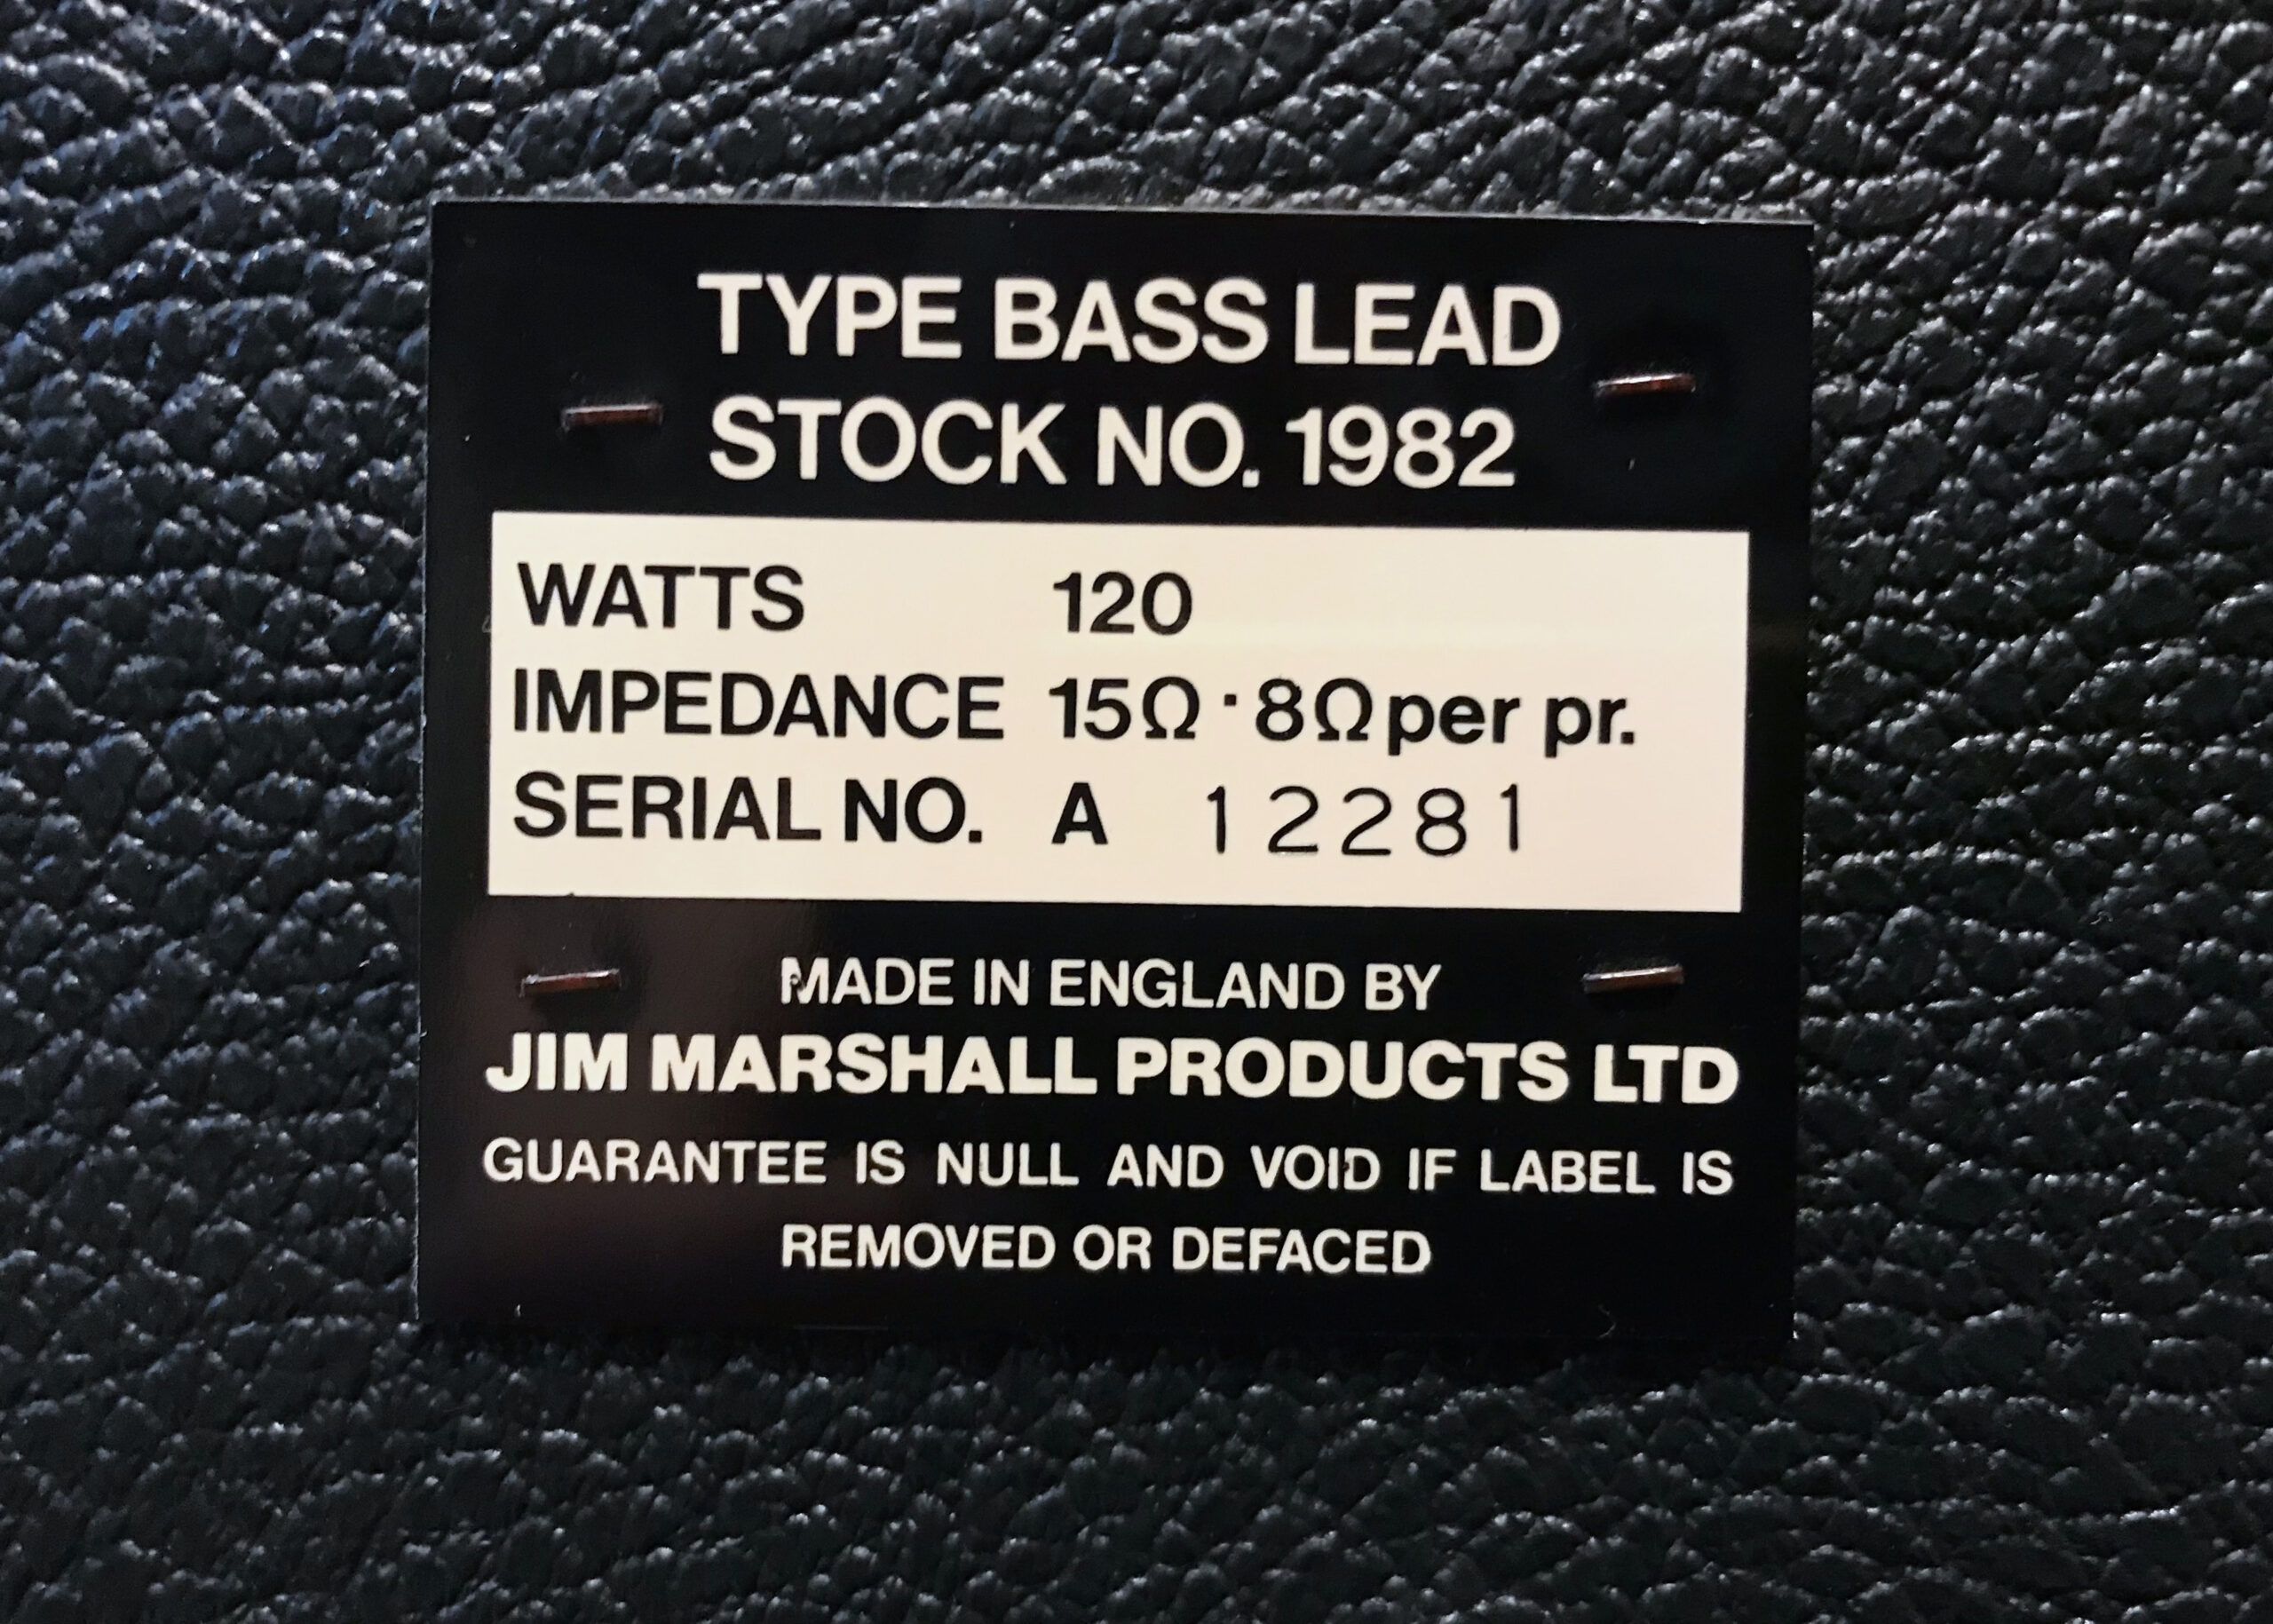 TYPE BASS LEAD
STOCK NO. 1982
WATTS 120
IMPEDANCE 15Ω · 8Ω per pr.
SERIAL NO. A 12281
MADE IN ENGLAND BY
JIM MARSHALL PRODUCTS LTD
GUARANTEE IS NULL AND VOID IF LABEL IS
REMOVED OR DEFACED